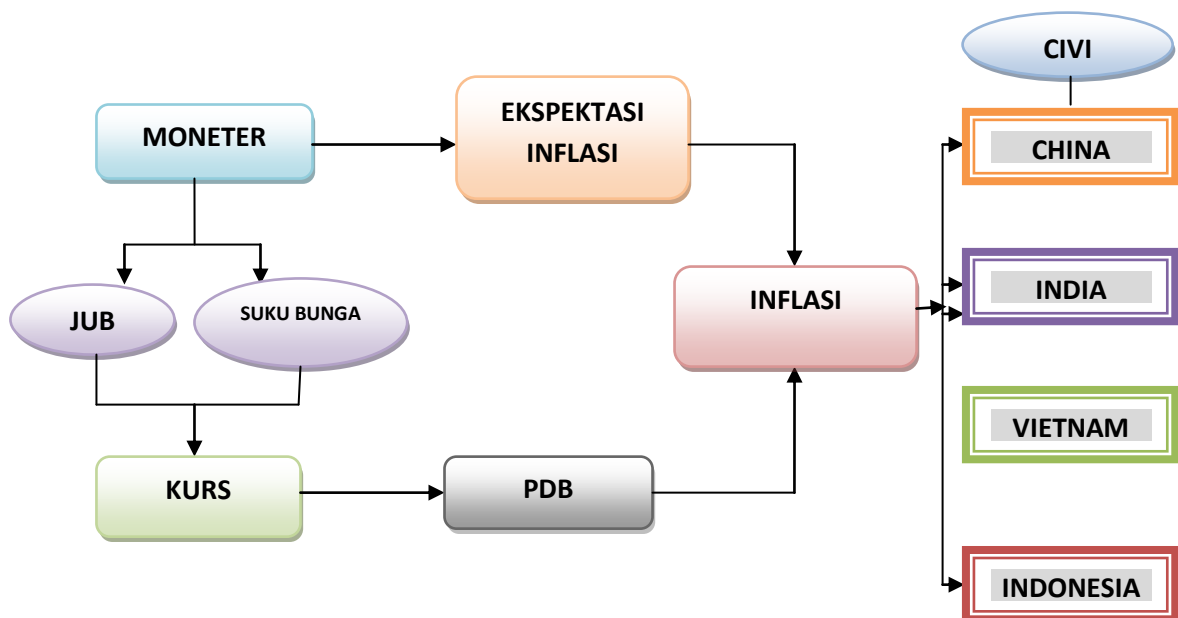 CIVI
MONETER
EKSPEKTASI
INFLASI
CHINA
JUB
SUKU BUNGA
INFLASI
INDIA
VIETNAM
KURS
PDB
INDONESIA